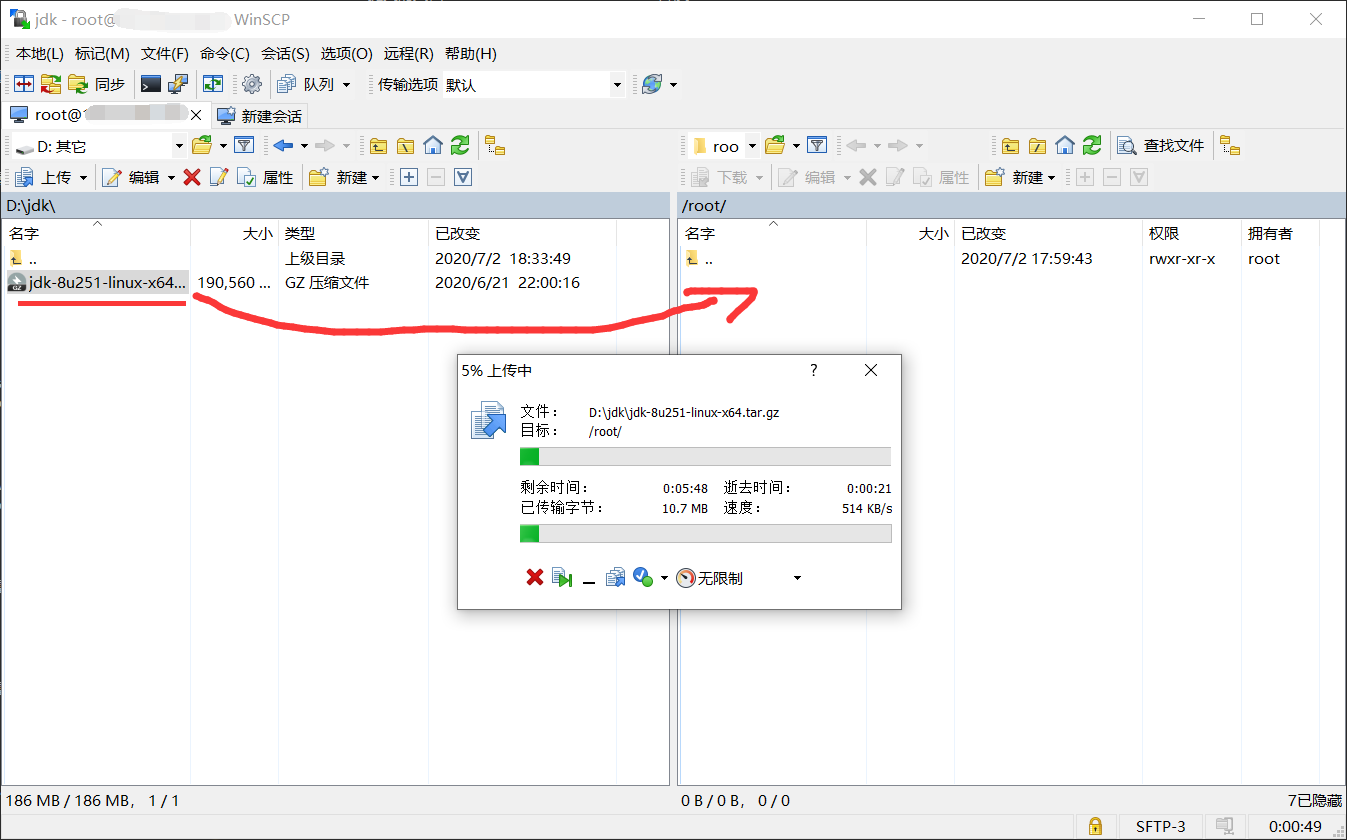 jdk - root@ WinSCP
本地(L) 标记(M) 文件(F) 命令(C) 会话(S) 选项(O) 远程(R) 帮助(H)
同步 队列 传输选项 默认
root@ 新建会话
D: 其它 roo 查找文件
上传 编辑 属性 新建 下载 编辑 属性 新建
D:\jdk\ /root/
名字 大小 类型 已改变 名字 大小 已改变 权限 拥有者
.. 上级目录 2020/7/2 18:33:49 .. 2020/7/2 17:59:43 rwxr-xr-x root
jdk-8u251-linux-x64... 190,560 ... GZ 压缩文件 2020/6/21 22:00:16
5% 上传中 ?
文件： D:\jdk\jdk-8u251-linux-x64.tar.gz
目标： /root/
剩余时间： 0:05:48 逝去时间： 0:00:21
已传输字节： 10.7 MB 速度： 514 KB/s
无限制
186 MB / 186 MB， 1 / 1 0 B / 0 B， 0 / 0 7已隐藏
SFTP-3 0:00:49